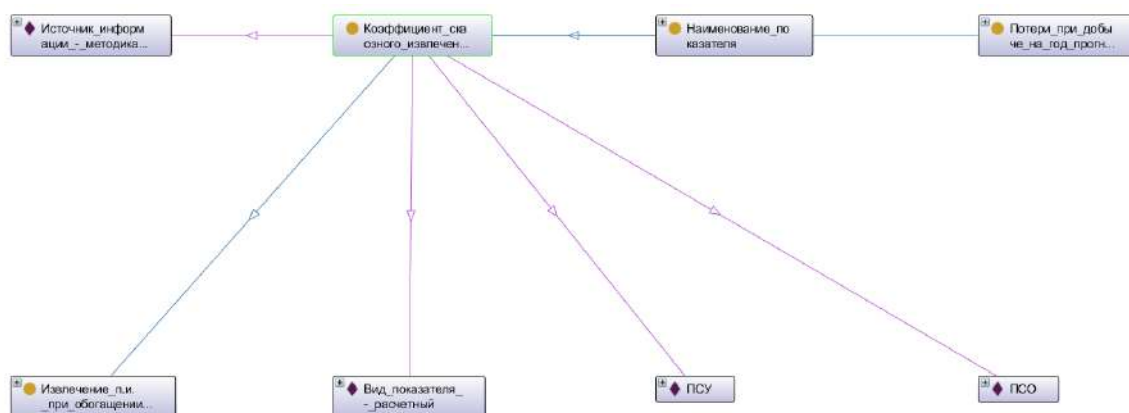 Источник_информ
ации_-_методика...
Коэффициент_скв
озного_извлечен...
Наименование_по
казателя
Потери_при_добы
че_на_год_прогн...
Извлечение_п.и.
_при_обогащении...
Вид_показателя_
-_расчетный
ПСУ
ПСО